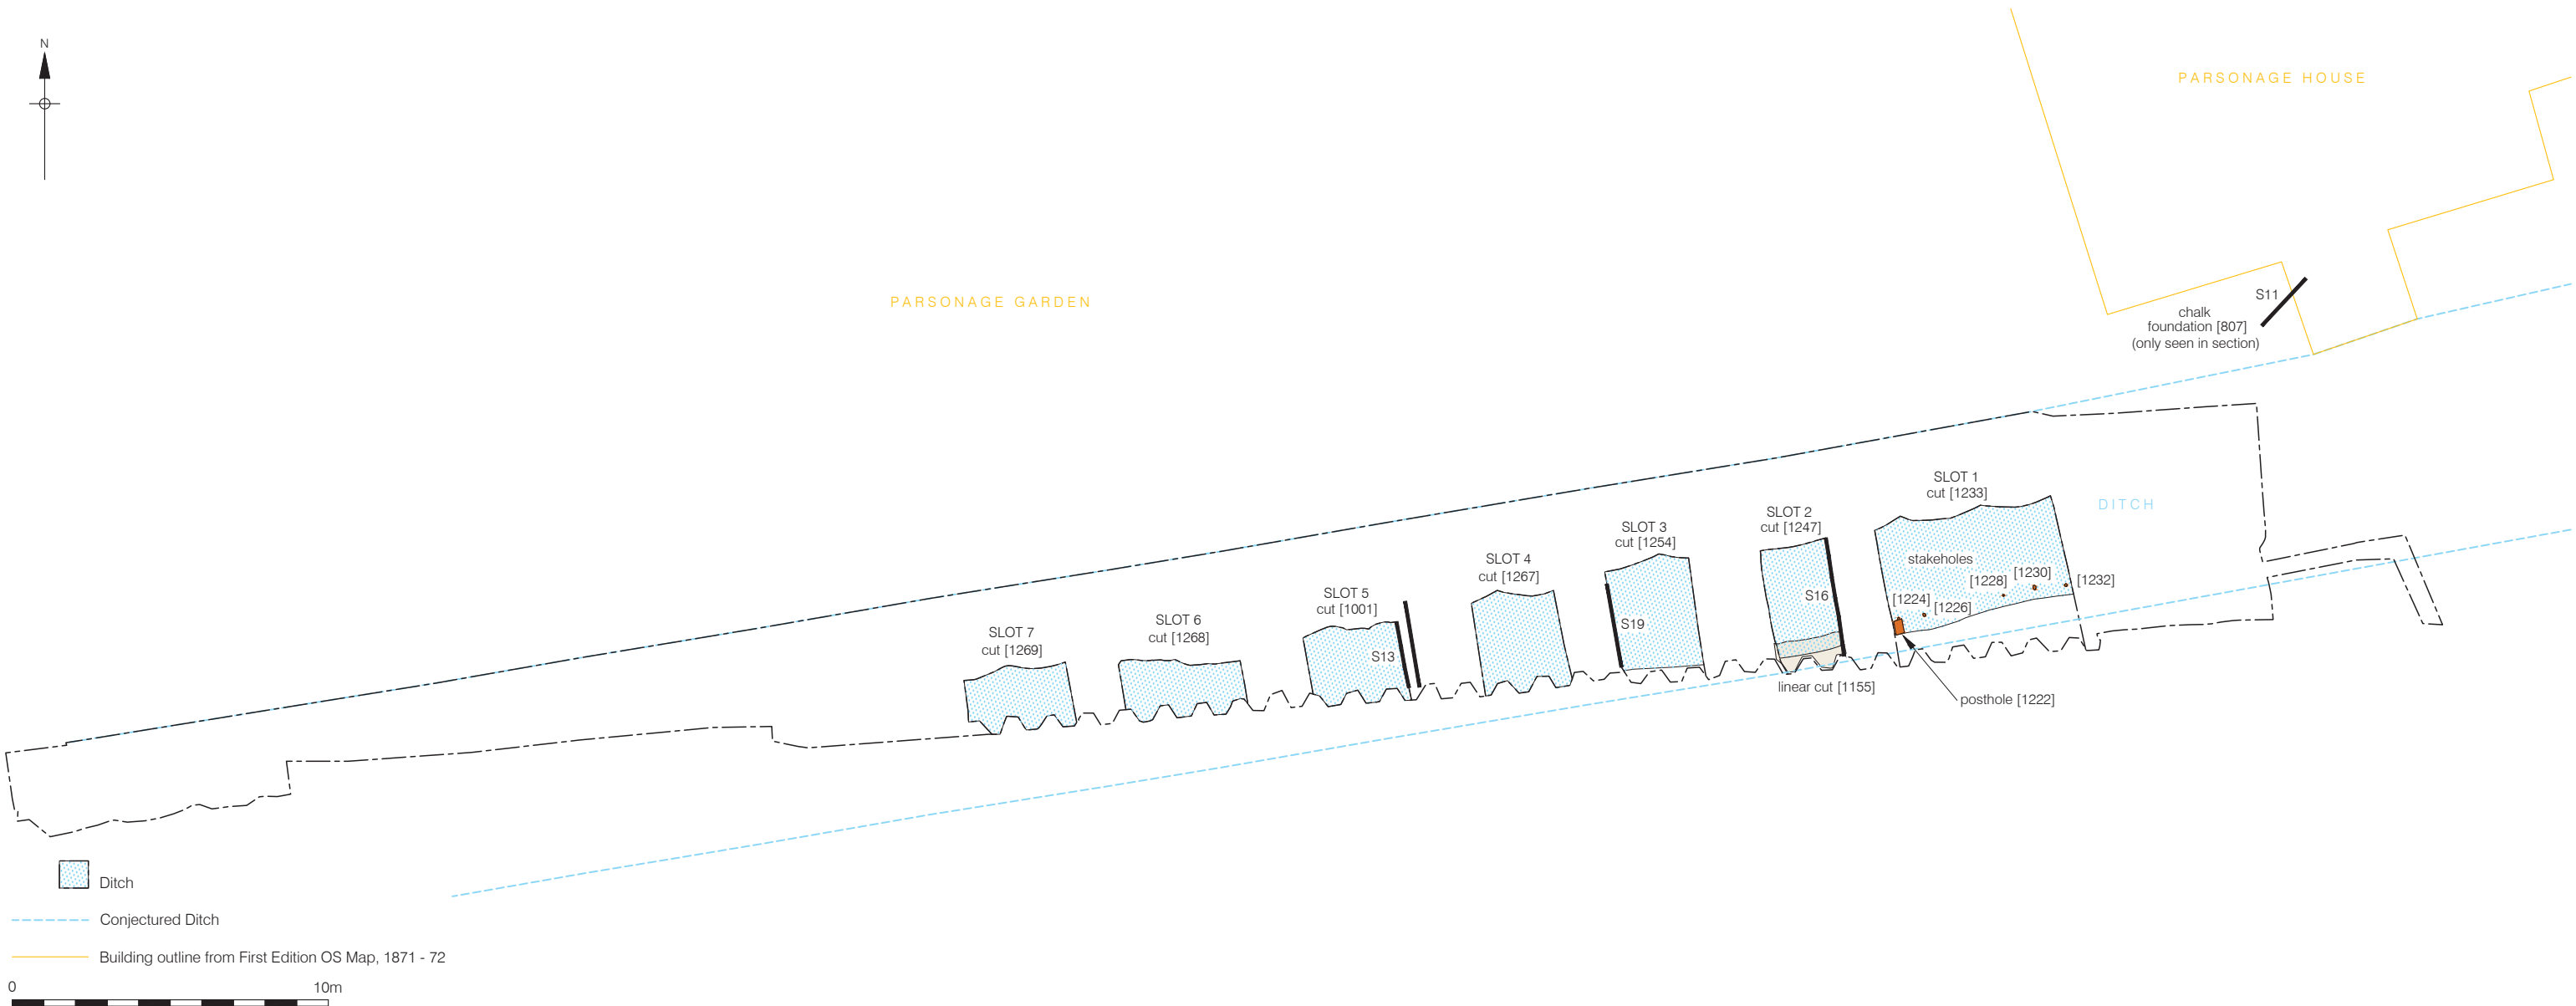 N
PARSONAGE HOUSE
PARSONAGE GARDEN
S11
chalk
foundation [807]
(only seen in section)
SLOT 1
cut [1233]
DITCH
SLOT 2
cut [1247]
SLOT 3
cut [1254]
SLOT 4
cut [1267]
SLOT 5
cut [1001]
SLOT 6
cut [1268]
SLOT 7
cut [1269]
stakeholes
[1228]
[1230]
[1232]
[1224]
[1226]
S16
S19
S13
linear cut [1155]
posthole [1222]
Ditch
Conjectured Ditch
Building outline from First Edition OS Map, 1871 - 72
0 10m